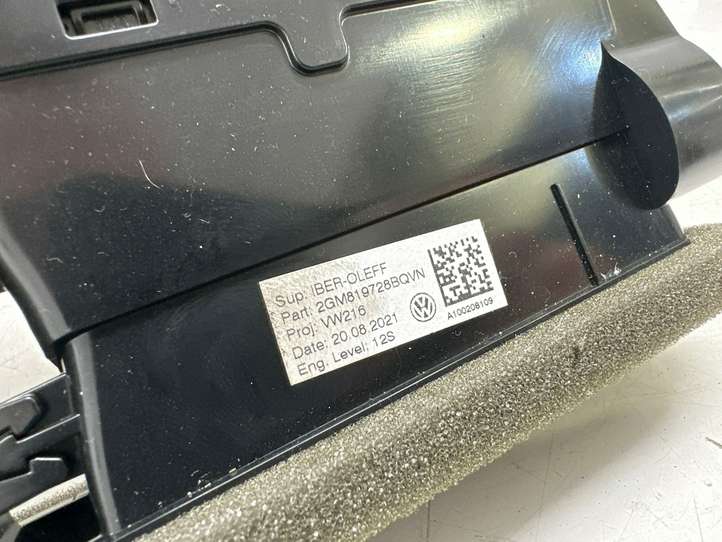 Sup: IBER-OLEFF
Part: 2GM819728BQVN
Proj: VW216
Date: 20.08.2021
Eng. Level: 12S
A100208109